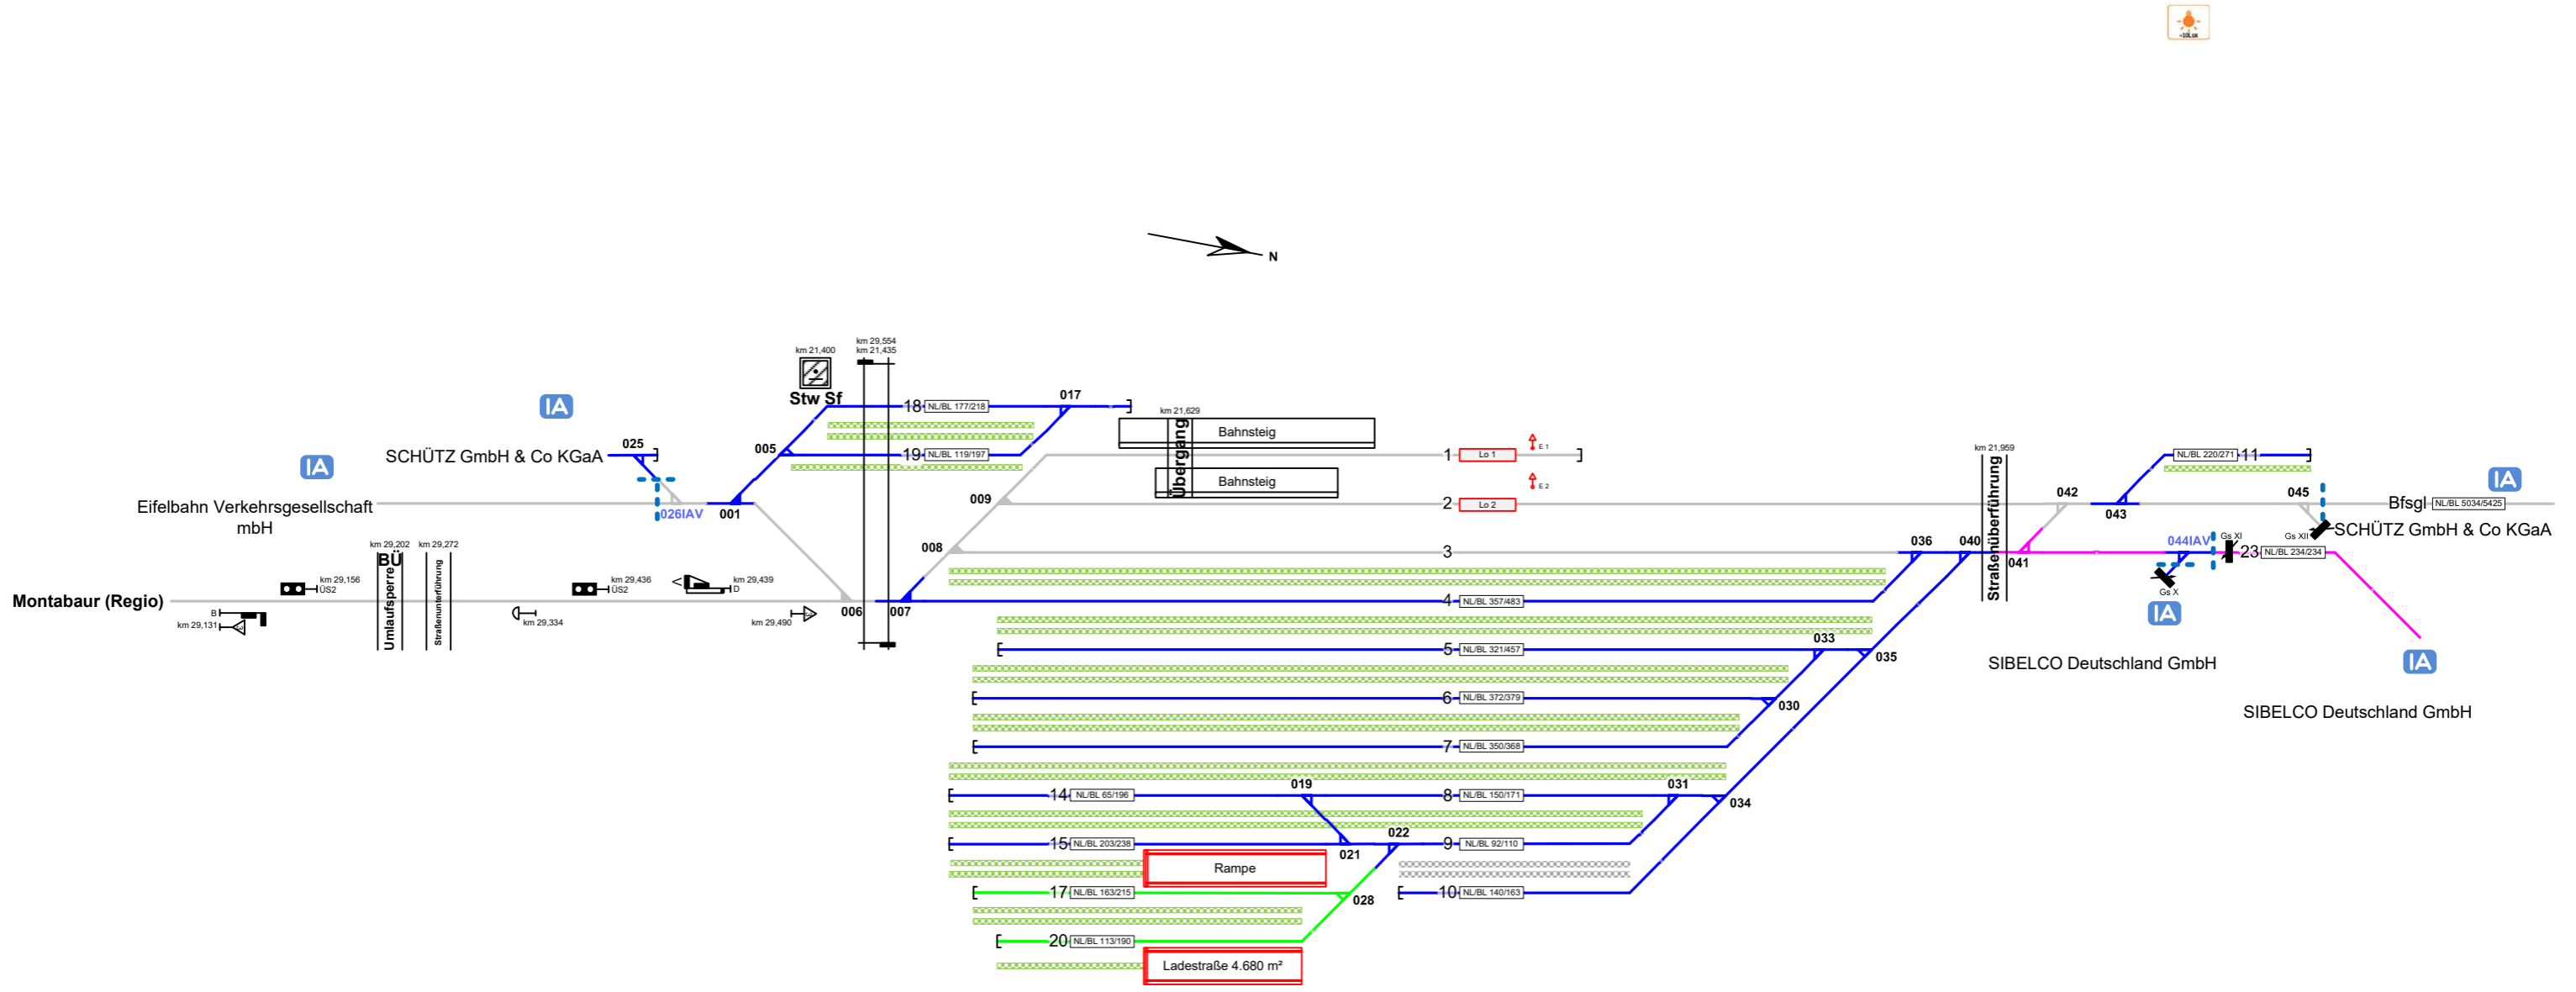 <10Lux
N
km 29,554
km 21,435
km 21,400
Stw Sf
IA
18 NL/BL 177/218
017
km 21,629
Übergang
Bahnsteig
E 1
025
SCHÜTZ GmbH & Co KGaA
005
19 NL/BL 119/197
1 Lo 1
km 21,959
Straßenüberführung
NL/BL 220/271 11
IA
Bahnsteig
E 2
IA
Eifelbahn Verkehrsgesellschaft
mbH
026IAV
001
009
2 Lo 2
042
043
045
Bfsgl NL/BL 5034/5425
SCHÜTZ GmbH & Co KGaA
Gs XII
Gs XI
044IAV
008
3
036
040
041
23 NL/BL 234/234
Gs X
IA
km 29,202
km 29,272
BÜ
Umlaufsperre
Straßenunterführung
km 29,156
ÜS2
km 29,436
ÜS2
km 29,439
D
Montabaur (Regio)
B
km 29,131
km 29,334
km 29,490
006
007
4 NL/BL 357/483
033
5 NL/BL 321/457
035
SIBELCO Deutschland GmbH
IA
6 NL/BL 372/379
030
SIBELCO Deutschland GmbH
7 NL/BL 350/368
14 NL/BL 65/196
019
8 NL/BL 150/171
031
034
15 NL/BL 203/238
021
022
9 NL/BL 92/110
Rampe
17 NL/BL 163/215
028
10 NL/BL 140/163
20 NL/BL 113/190
Ladestraße 4.680 m²